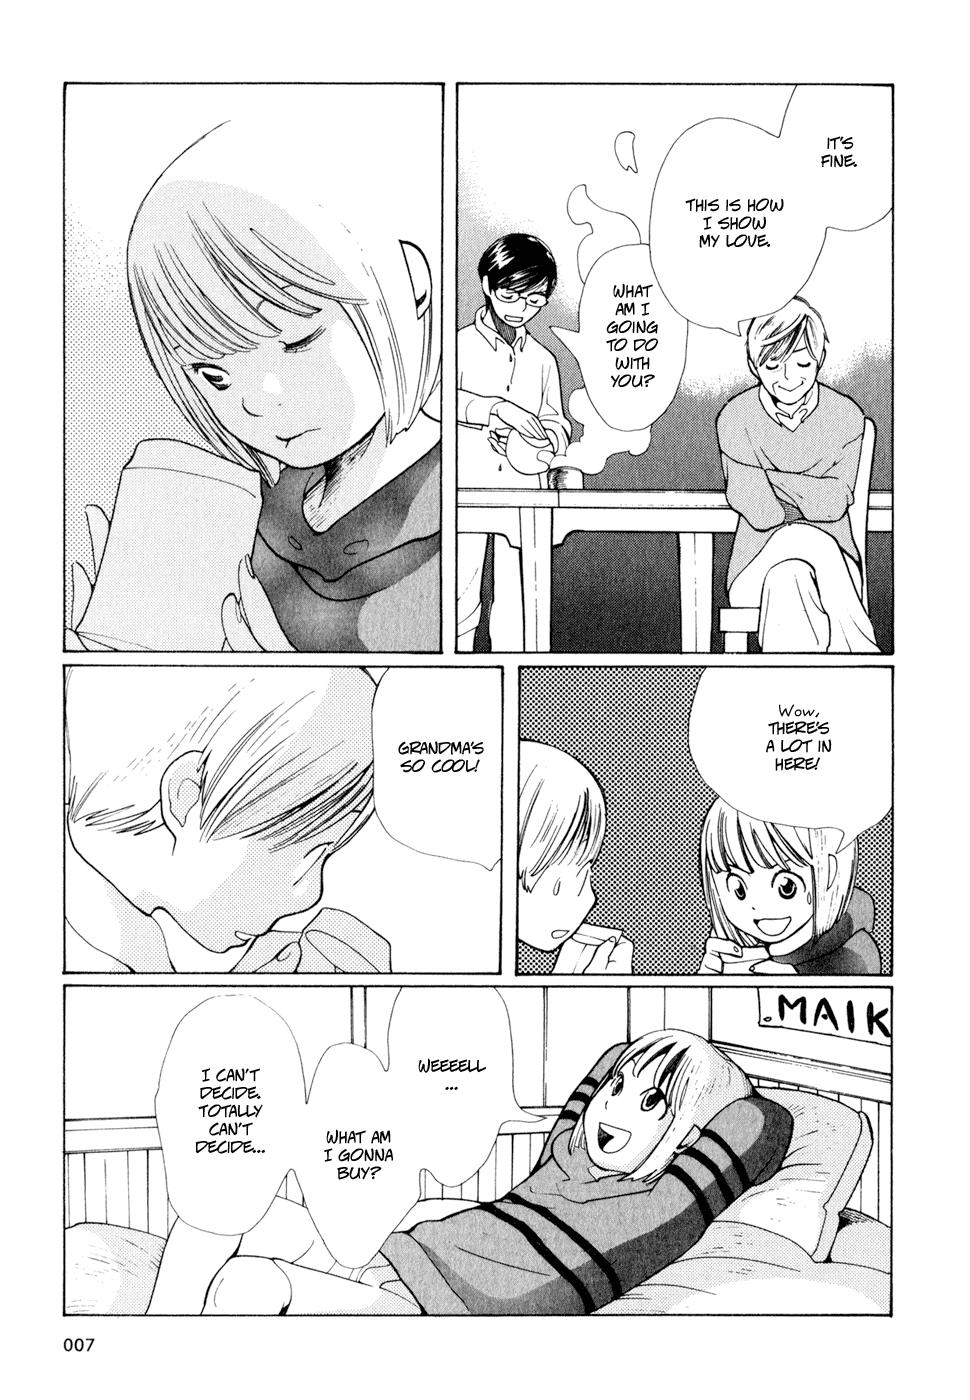 IT'S
FINE.
THIS IS HOW
I SHOW
MY LOVE.
WHAT
AM I
GOING
TO DO
WITH
YOU?
Wow,
THERE'S
A LOT IN
HERE!
GRANDMA'S
SO COOL!
.MAIK
WEEEELL
...
WHAT AM
I GONNA
BUY?
I CAN'T
DECIDE.
TOTALLY
CAN'T
DECIDE...
007